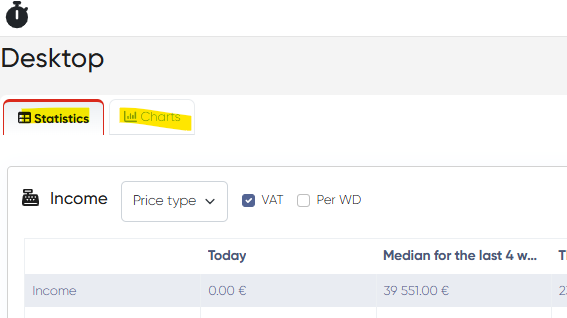 Desktop
Statistics Charts
Income Price type VAT Per WD
Today Median for the last 4 w...
Income 0.00 € 39 551.00 €